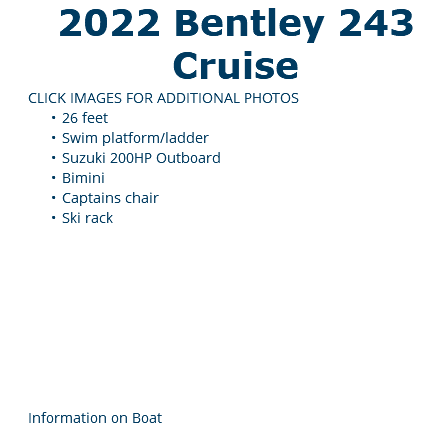 2022 Bentley 243
Cruise
CLICK IMAGES FOR ADDITIONAL PHOTOS
• 26 feet
• Swim platform/ladder
• Suzuki 200HP Outboard
• Bimini
• Captains chair
• Ski rack
Information on Boat